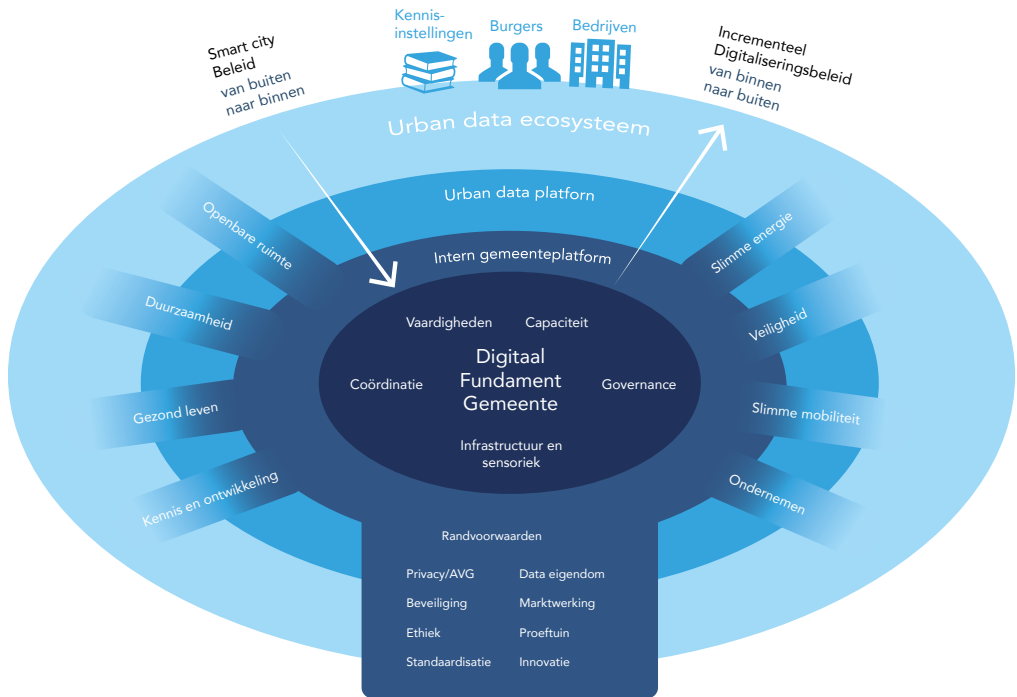 Kennis-
instellingen
Burgers
Bedrijven
Smart city
Beleid
van buiten
naar binnen
Incrementeel
Digitaliseringsbeleid
van binnen
naar buiten
Urban data ecosysteem
Urban data platforn
Intern gemeenteplatform
Openbare ruimte
Duurzaamheid
Gezond leven
Kennis en ontwikkeling
Slimme energie
Veiligheid
Slimme mobiliteit
Ondernemen
Vaardigheden
Capaciteit
Coördinatie
Digitaal
Fundament
Gemeente
Governance
Infrastructuur en
sensoriek
Randvoorwaarden
Privacy/AVG
Data eigendom
Beveiliging
Marktwerking
Ethiek
Proeftuin
Standaardisatie
Innovatie